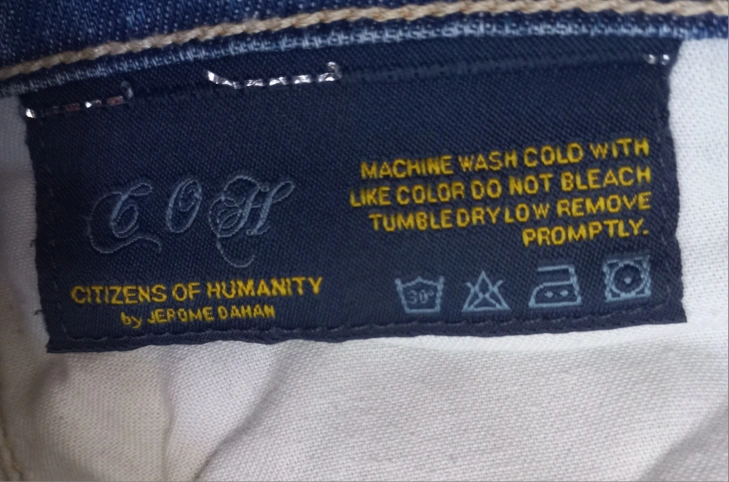 C O H
CITIZENS OF HUMANITY
by JEROME DAHAN
MACHINE WASH COLD WITH
LIKE COLOR DO NOT BLEACH
TUMBLE DRY LOW REMOVE
PROMPTLY.
30°